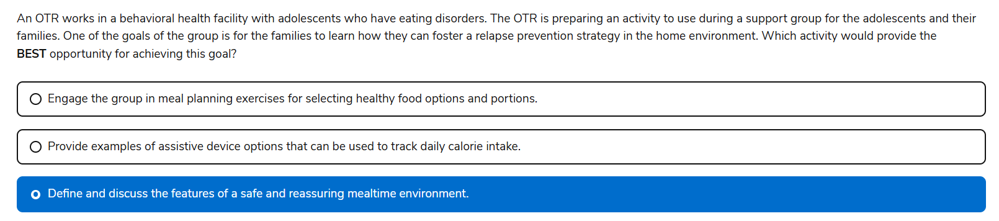 An OTR works in a behavioral health facility with adolescents who have eating disorders. The OTR is preparing an activity to use during a support group for the adolescents and their
families. One of the goals of the group is for the families to learn how they can foster a relapse prevention strategy in the home environment. Which activity would provide the
BEST opportunity for achieving this goal?
Engage the group in meal planning exercises for selecting healthy food options and portions.
Provide examples of assistive device options that can be used to track daily calorie intake.
Define and discuss the features of a safe and reassuring mealtime environment.